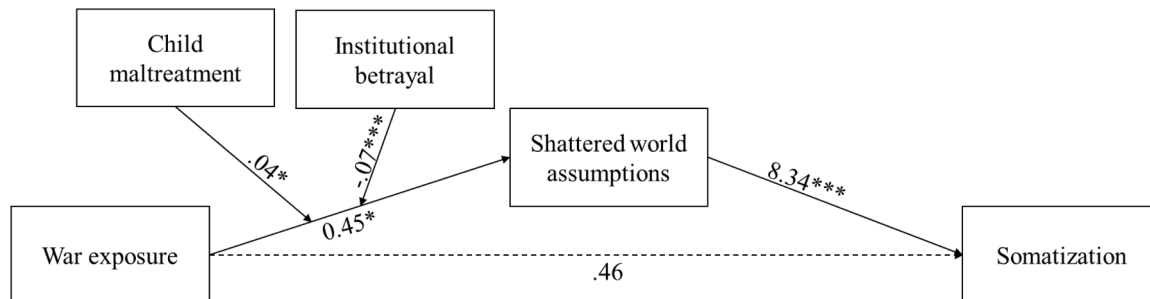 Child
maltreatment
Institutional
betrayal
.04*
-.07***
Shattered world
assumptions
8.34***
0.45*
War exposure
.46
Somatization